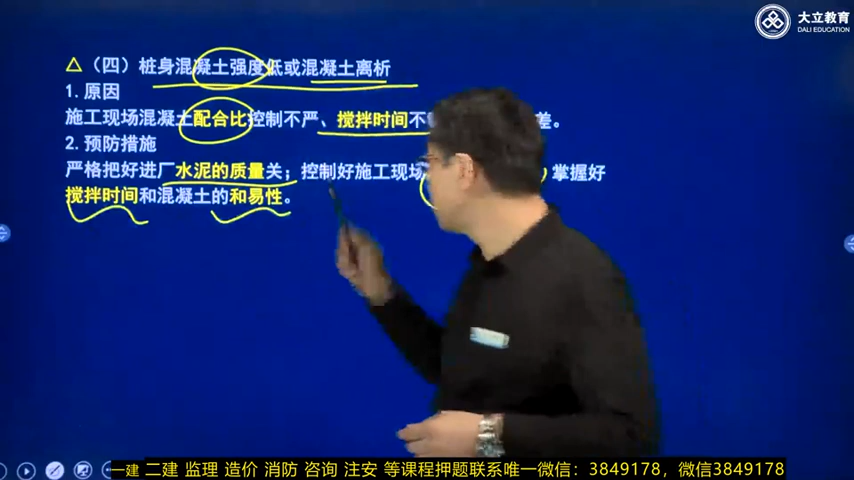 大立教育
DALI EDUCATION
△（四）桩身混凝土强度低或混凝土离析
1.原因
施工现场混凝土配合比控制不严、搅拌时间不 差。
2.预防措施
严格把好进厂水泥的质量关；控制好施工现场 掌握好
搅拌时间和混凝土的和易性。
一建 二建 监理 造价 消防 咨询 注安 等课程押题联系唯一微信：3849178，微信3849178